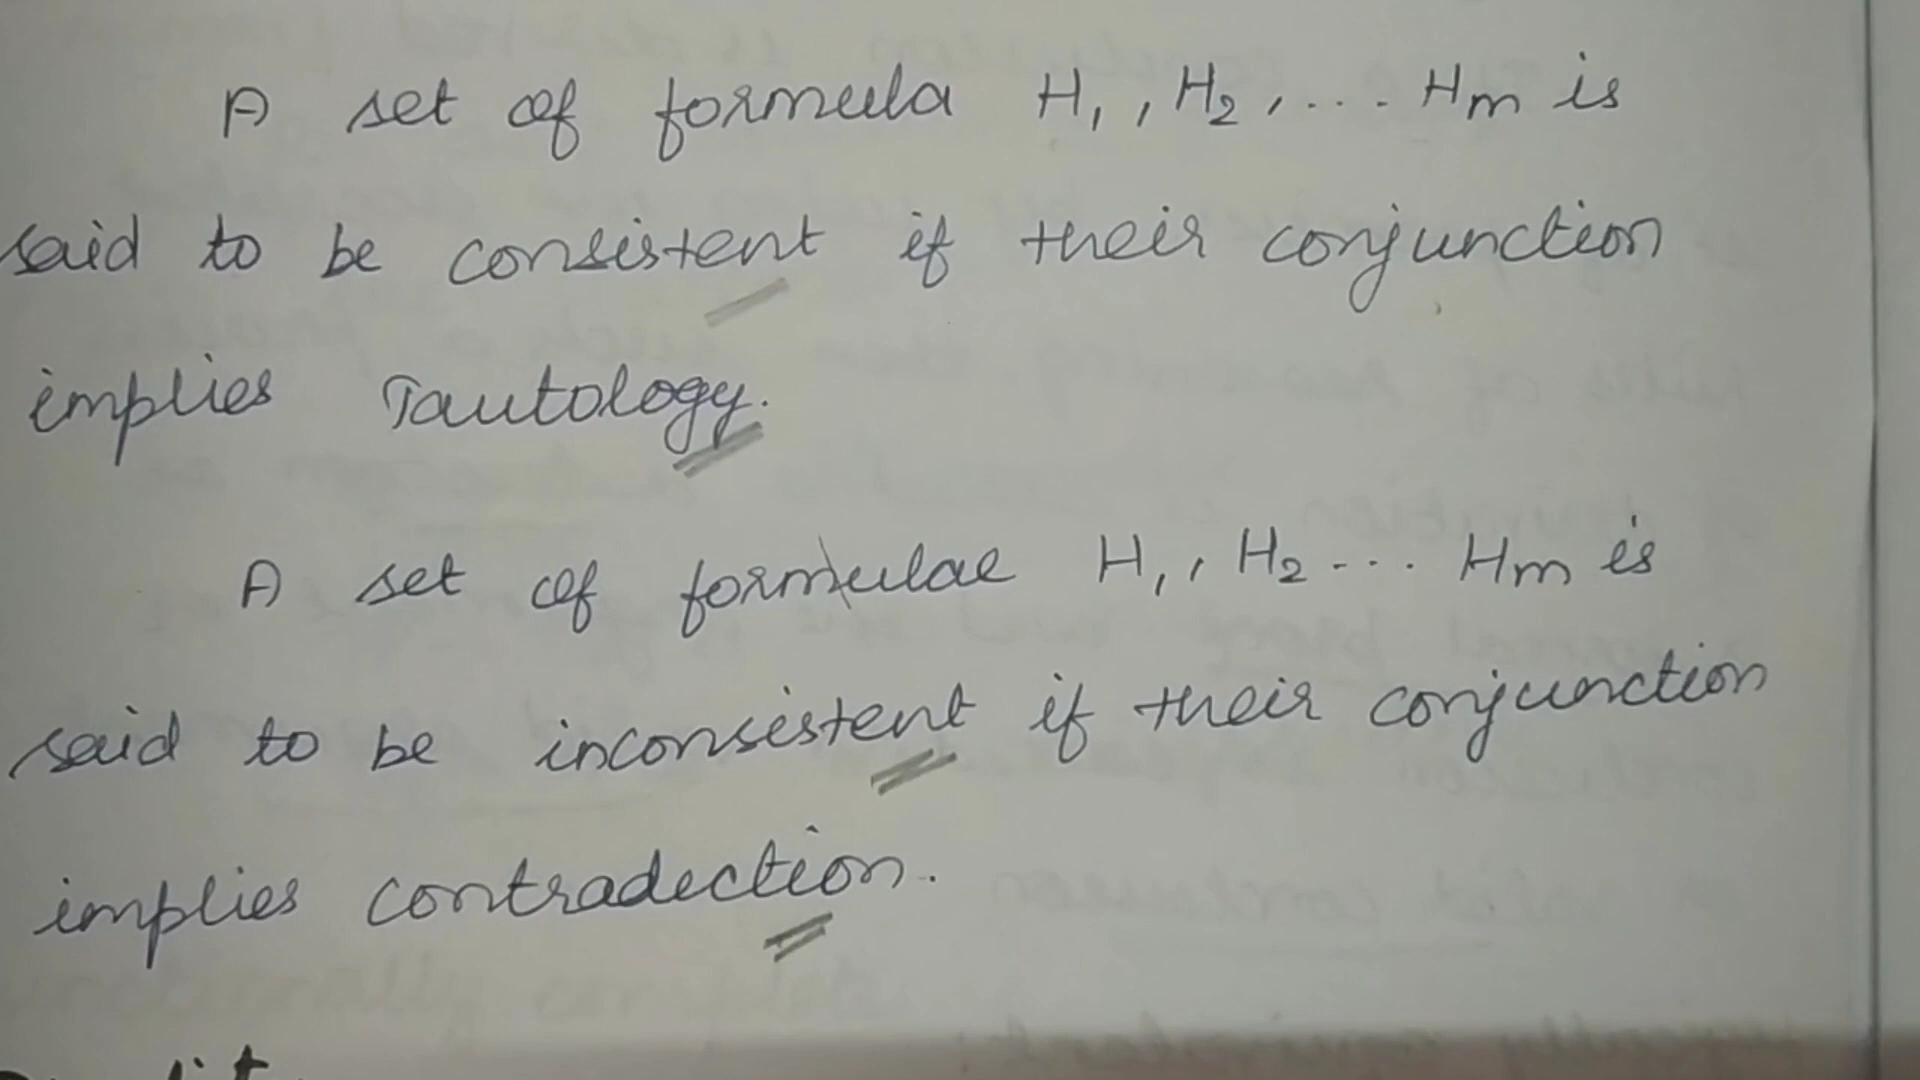 A set of formula H₁, H₂, .... Hm is
said to be consistent if their conjunction
implies Tautology.
A set of formulae H₁, H₂ .... Hm is
said to be inconsistent if their conjunction
implies contradiction.